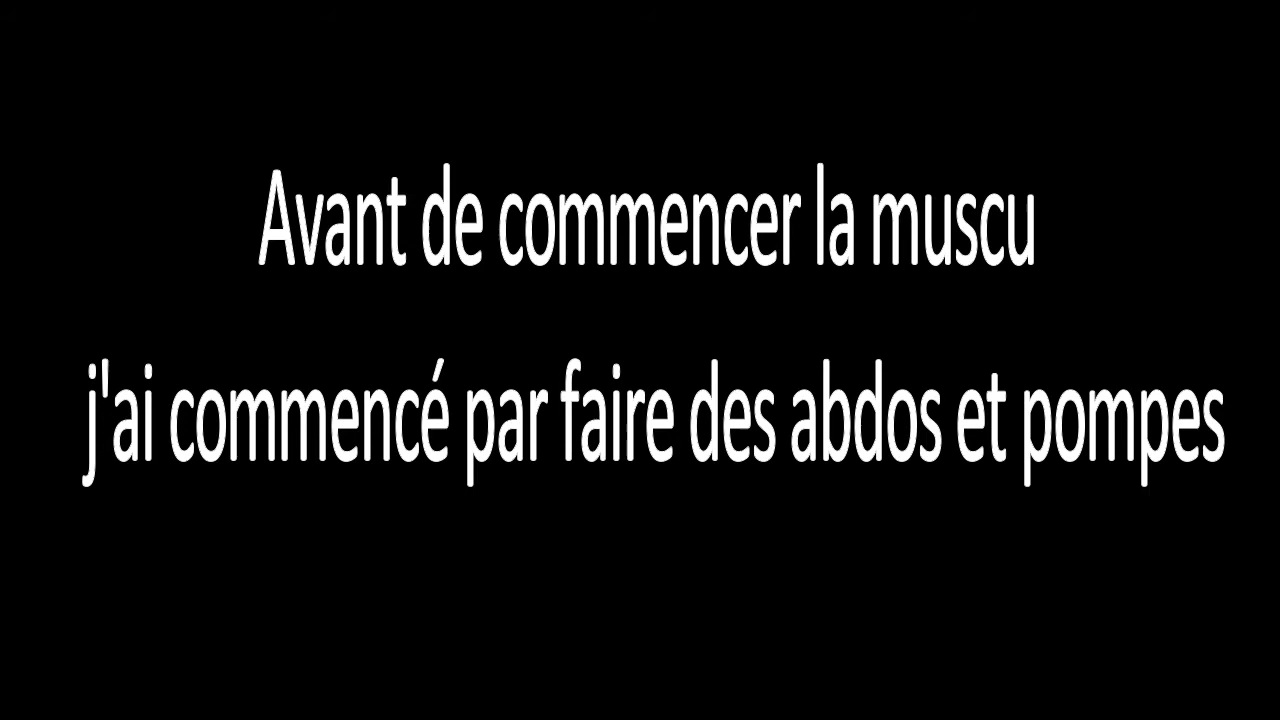 Avant de commencer la muscu
j'ai commencé par faire des abdos et pompes